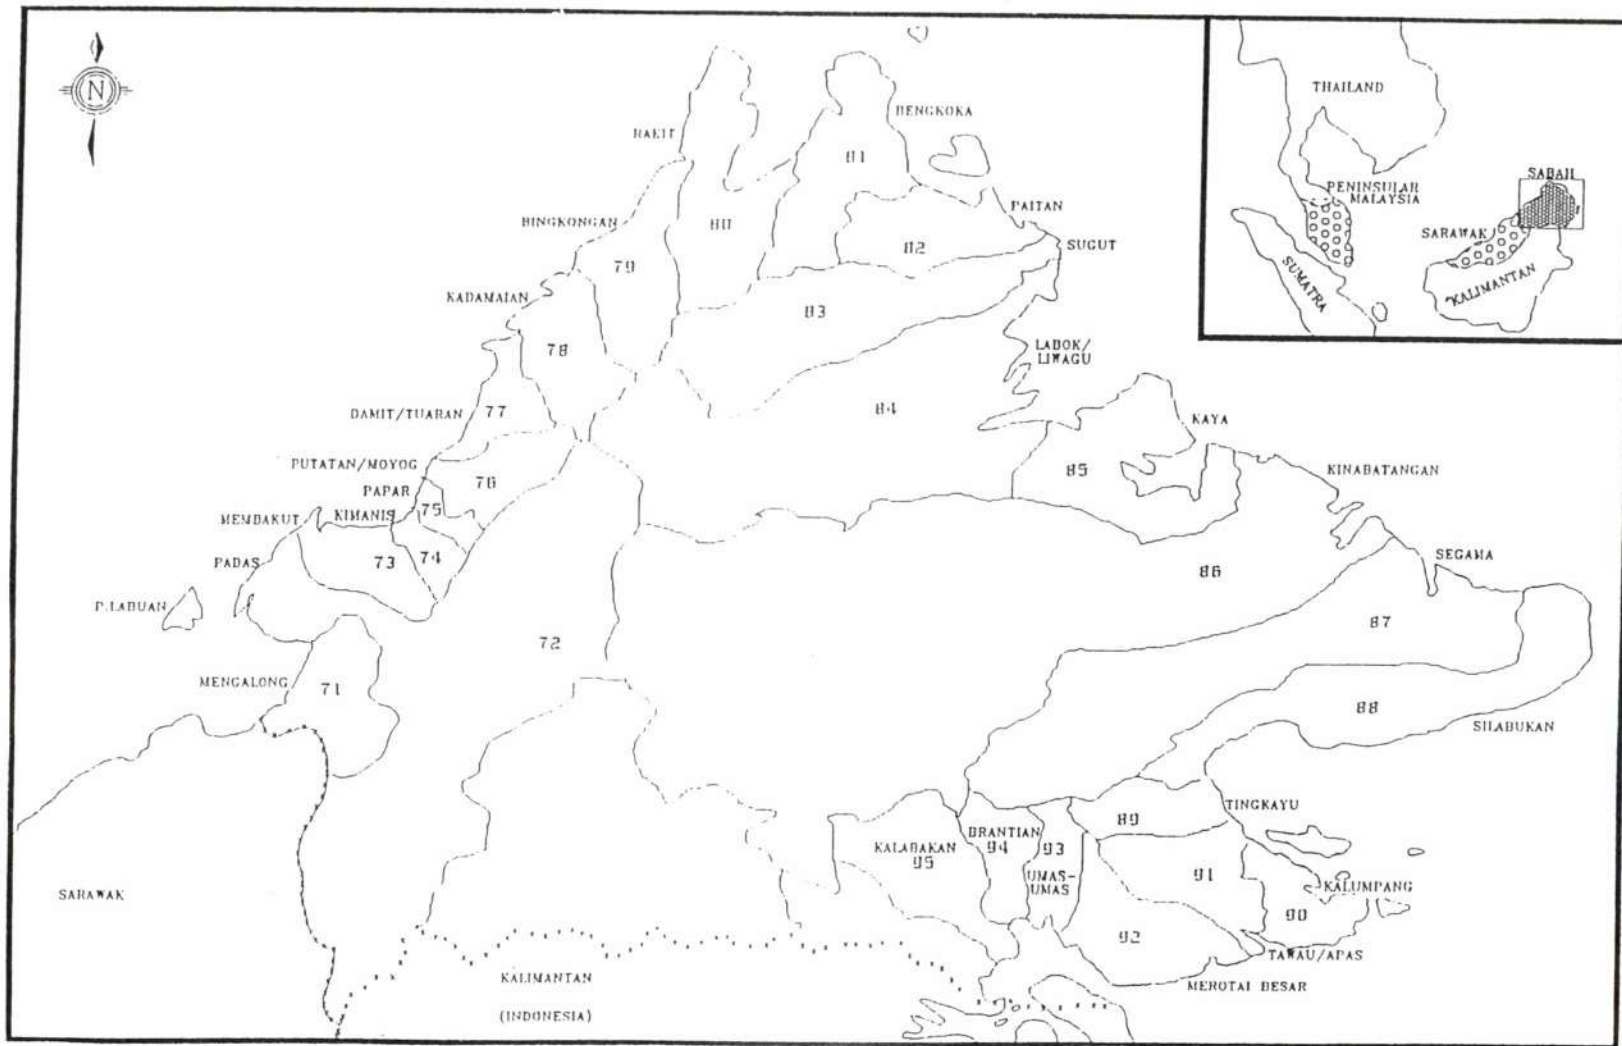 N
THAILAND
SABAH
PENINSULAR
MALAYSIA
SARAWAK
SUMATRA
KALIMANTAN
BENGKOKA
RAKIT
81
PAITAN
BINGKONGAN
80
82
SUGUT
79
KADAMAIAN
83
78
LABOK/
LIWAGU
77
DAMIT/TUARAN
84
KAYA
PUTATAN/MOYOG
76
85
KINABATANGAN
PAPAR
75
MEMBAKUT
KIMANIS
74
73
PADAS
86
SEGAMA
P.LABUAN
87
72
MENGALONG
71
88
SILABUKAN
TINGKAYU
89
BRANTIAN
94
93
KALABAKAN
95
UMAS-
UMAS
91
KALUMPANG
90
SARAWAK
92
TAWAU/APAS
MEROTAI BESAR
KALIMANTAN
(INDONESIA)